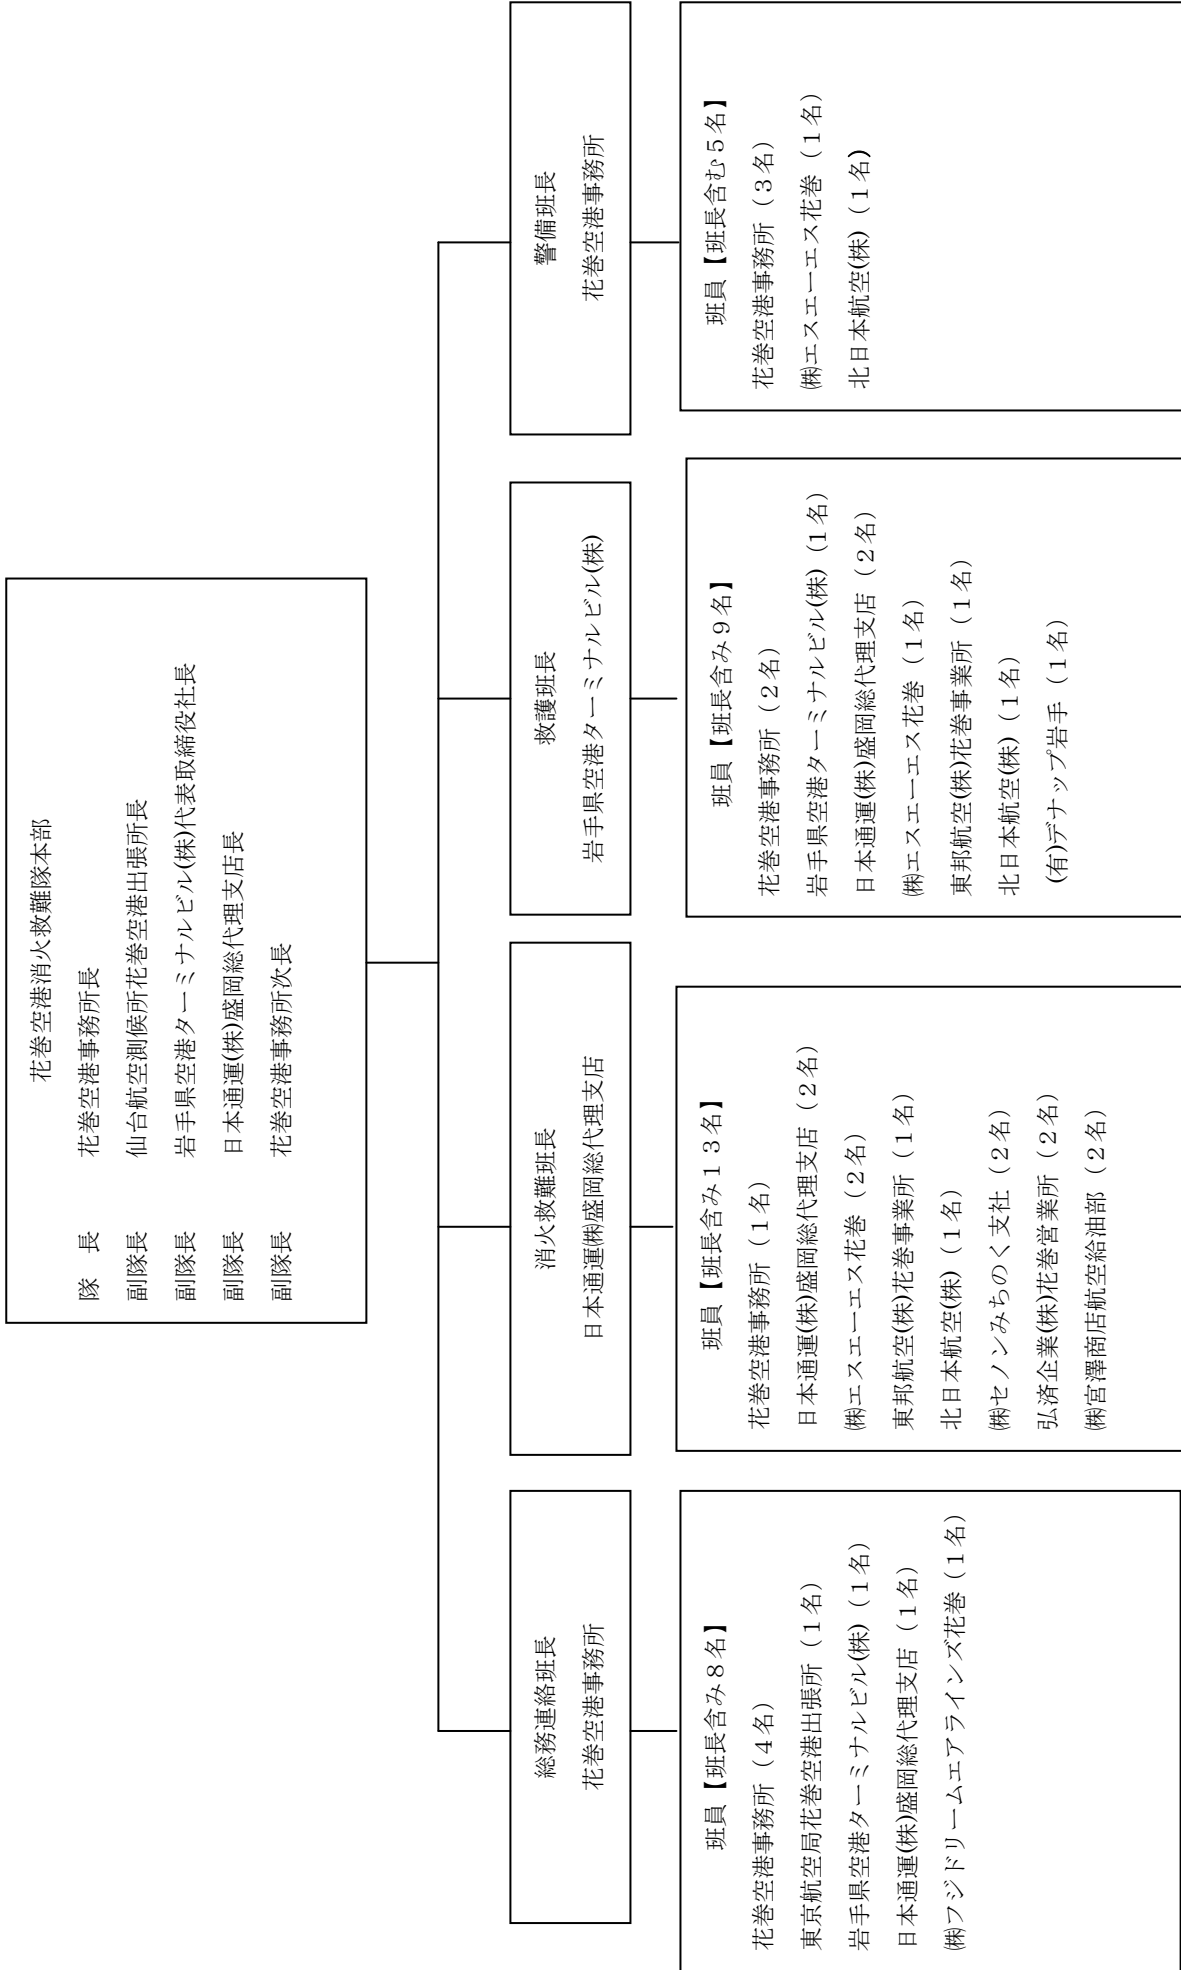 花巻空港消火救難隊本部
隊　長　　花巻空港事務所長
副隊長　　仙台航空測候所花巻空港出張所長
副隊長　　岩手県空港ターミナルビル(株)代表取締役社長
副隊長　　日本通運(株)盛岡総代理支店長
副隊長　　花巻空港事務所次長
総務連絡班長
花巻空港事務所
班員【班長含み８名】
花巻空港事務所（４名）
東京航空局花巻空港出張所（１名）
岩手県空港ターミナルビル(株)（１名）
日本通運(株)盛岡総代理支店（１名）
㈱フジドリームエアラインズ花巻（１名）
消火救難班長
日本通運㈱盛岡総代理支店
班員【班長含み１３名】
花巻空港事務所（１名）
日本通運(株)盛岡総代理支店（２名）
㈱エスエーエス花巻（２名）
東邦航空(株)花巻事業所（１名）
北日本航空(株)（１名）
㈱セノンみちのく支社（２名）
弘済企業(株)花巻営業所（２名）
㈱宮澤商店航空給油部（２名）
救護班長
岩手県空港ターミナルビル(株)
班員【班長含み９名】
花巻空港事務所（２名）
岩手県空港ターミナルビル(株)（１名）
日本通運(株)盛岡総代理支店（２名）
㈱エスエーエス花巻（１名）
東邦航空(株)花巻事業所（１名）
北日本航空(株)（１名）
(有)デナップ岩手（１名）
警備班長
花巻空港事務所
班員【班長含む５名】
花巻空港事務所（３名）
㈱エスエーエス花巻（１名）
北日本航空(株)（１名）